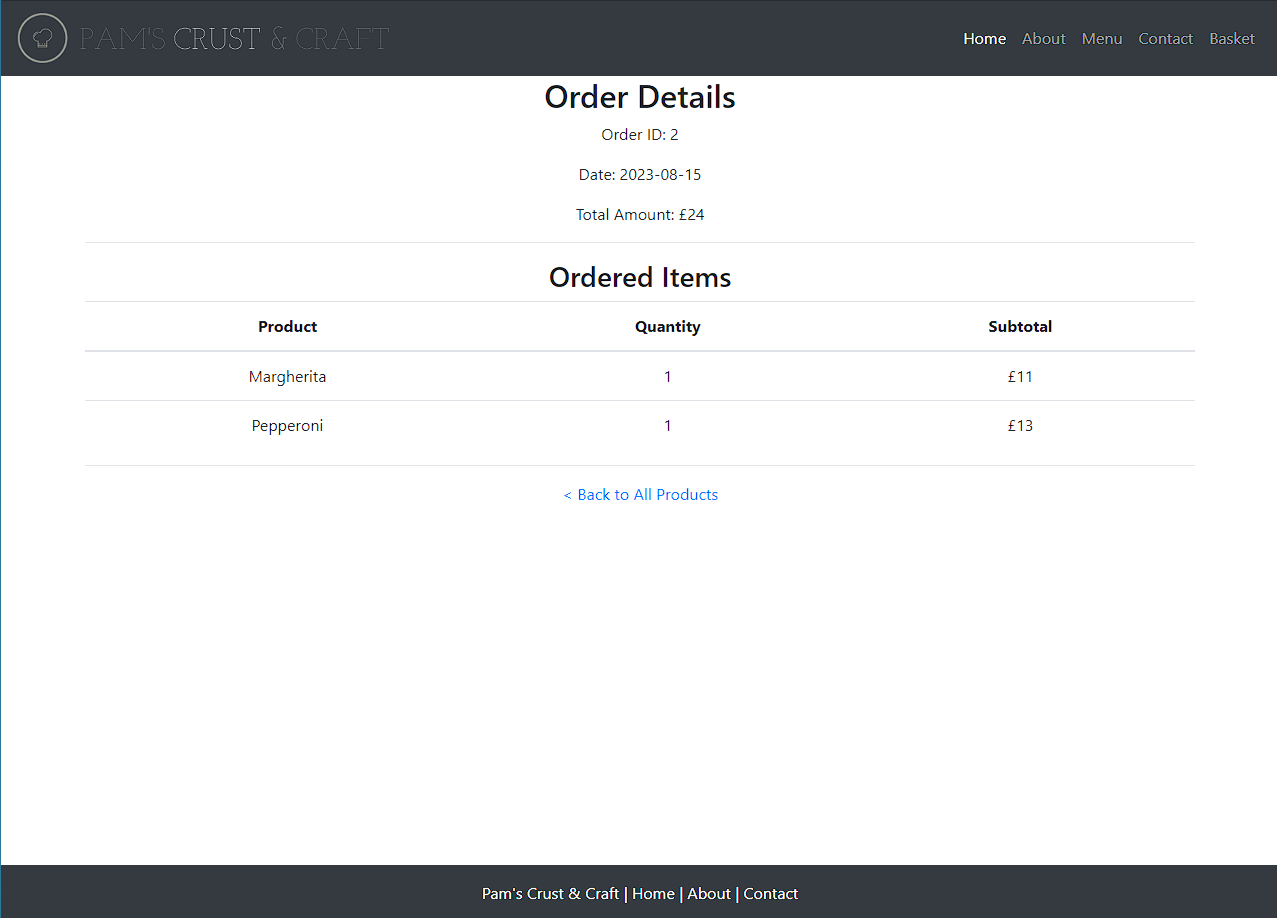 PAM'S CRUST & CRAFT
Home About Menu Contact Basket
Order Details
Order ID: 2
Date: 2023-08-15
Total Amount: £24
Ordered Items
Product Quantity Subtotal
Margherita 1 £11
Pepperoni 1 £13
< Back to All Products
Pam's Crust & Craft | Home | About | Contact